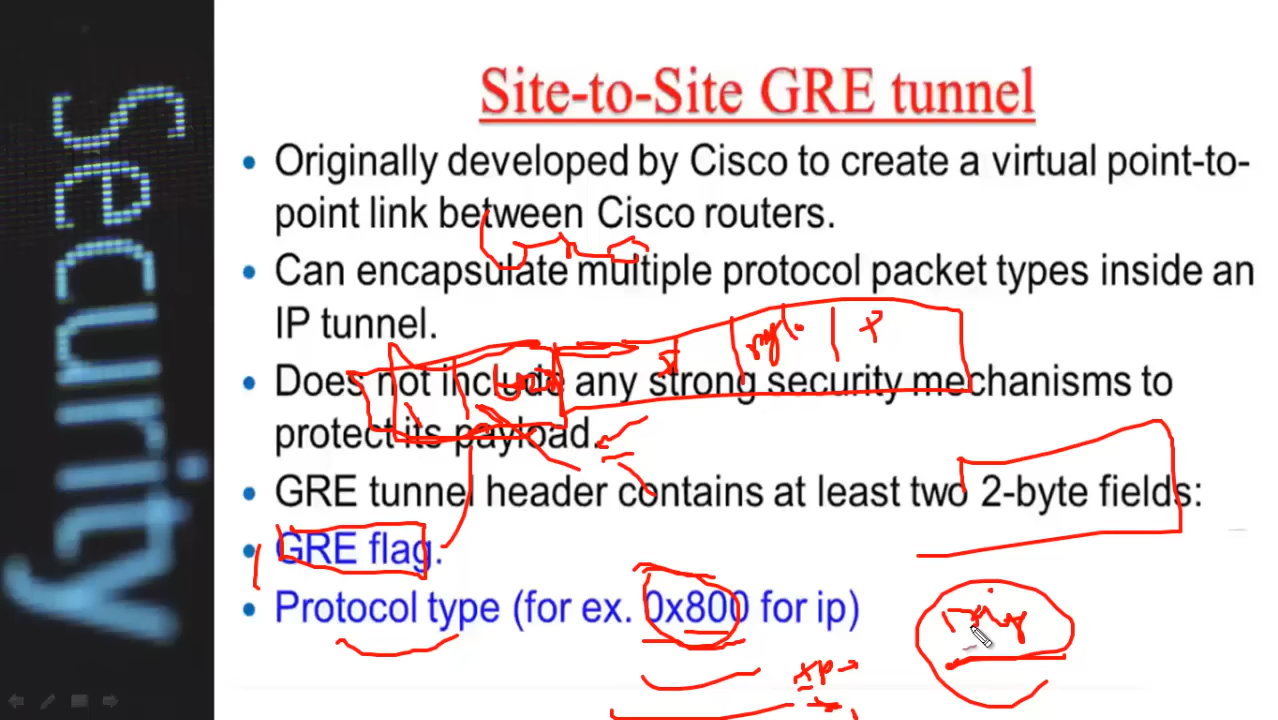 Security
Site-to-Site GRE tunnel
• Originally developed by Cisco to create a virtual point-to-
point link between Cisco routers.
• Can encapsulate multiple protocol packet types inside an
IP tunnel.
• Does not include any strong security mechanisms to
protect its payload.
• GRE tunnel header contains at least two 2-byte fields:
• GRE flag.
• Protocol type (for ex. 0x800 for ip)